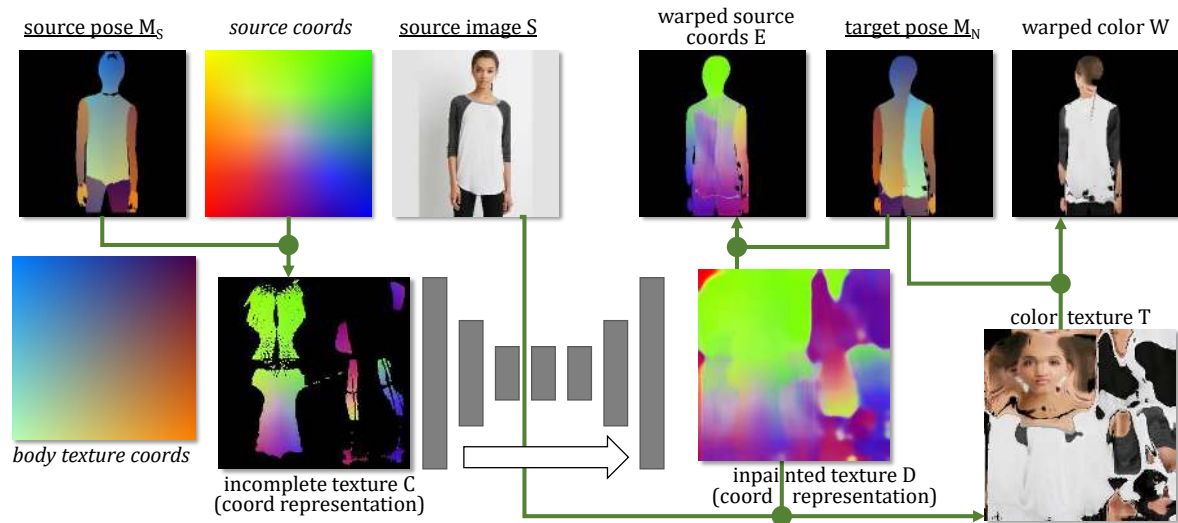 source pose M_S
source coords
source image S
warped source
coords E
target pose M_N
warped color W
color texture T
body texture coords
incomplete texture C
(coord representation)
inpainted texture D
(coord representation)